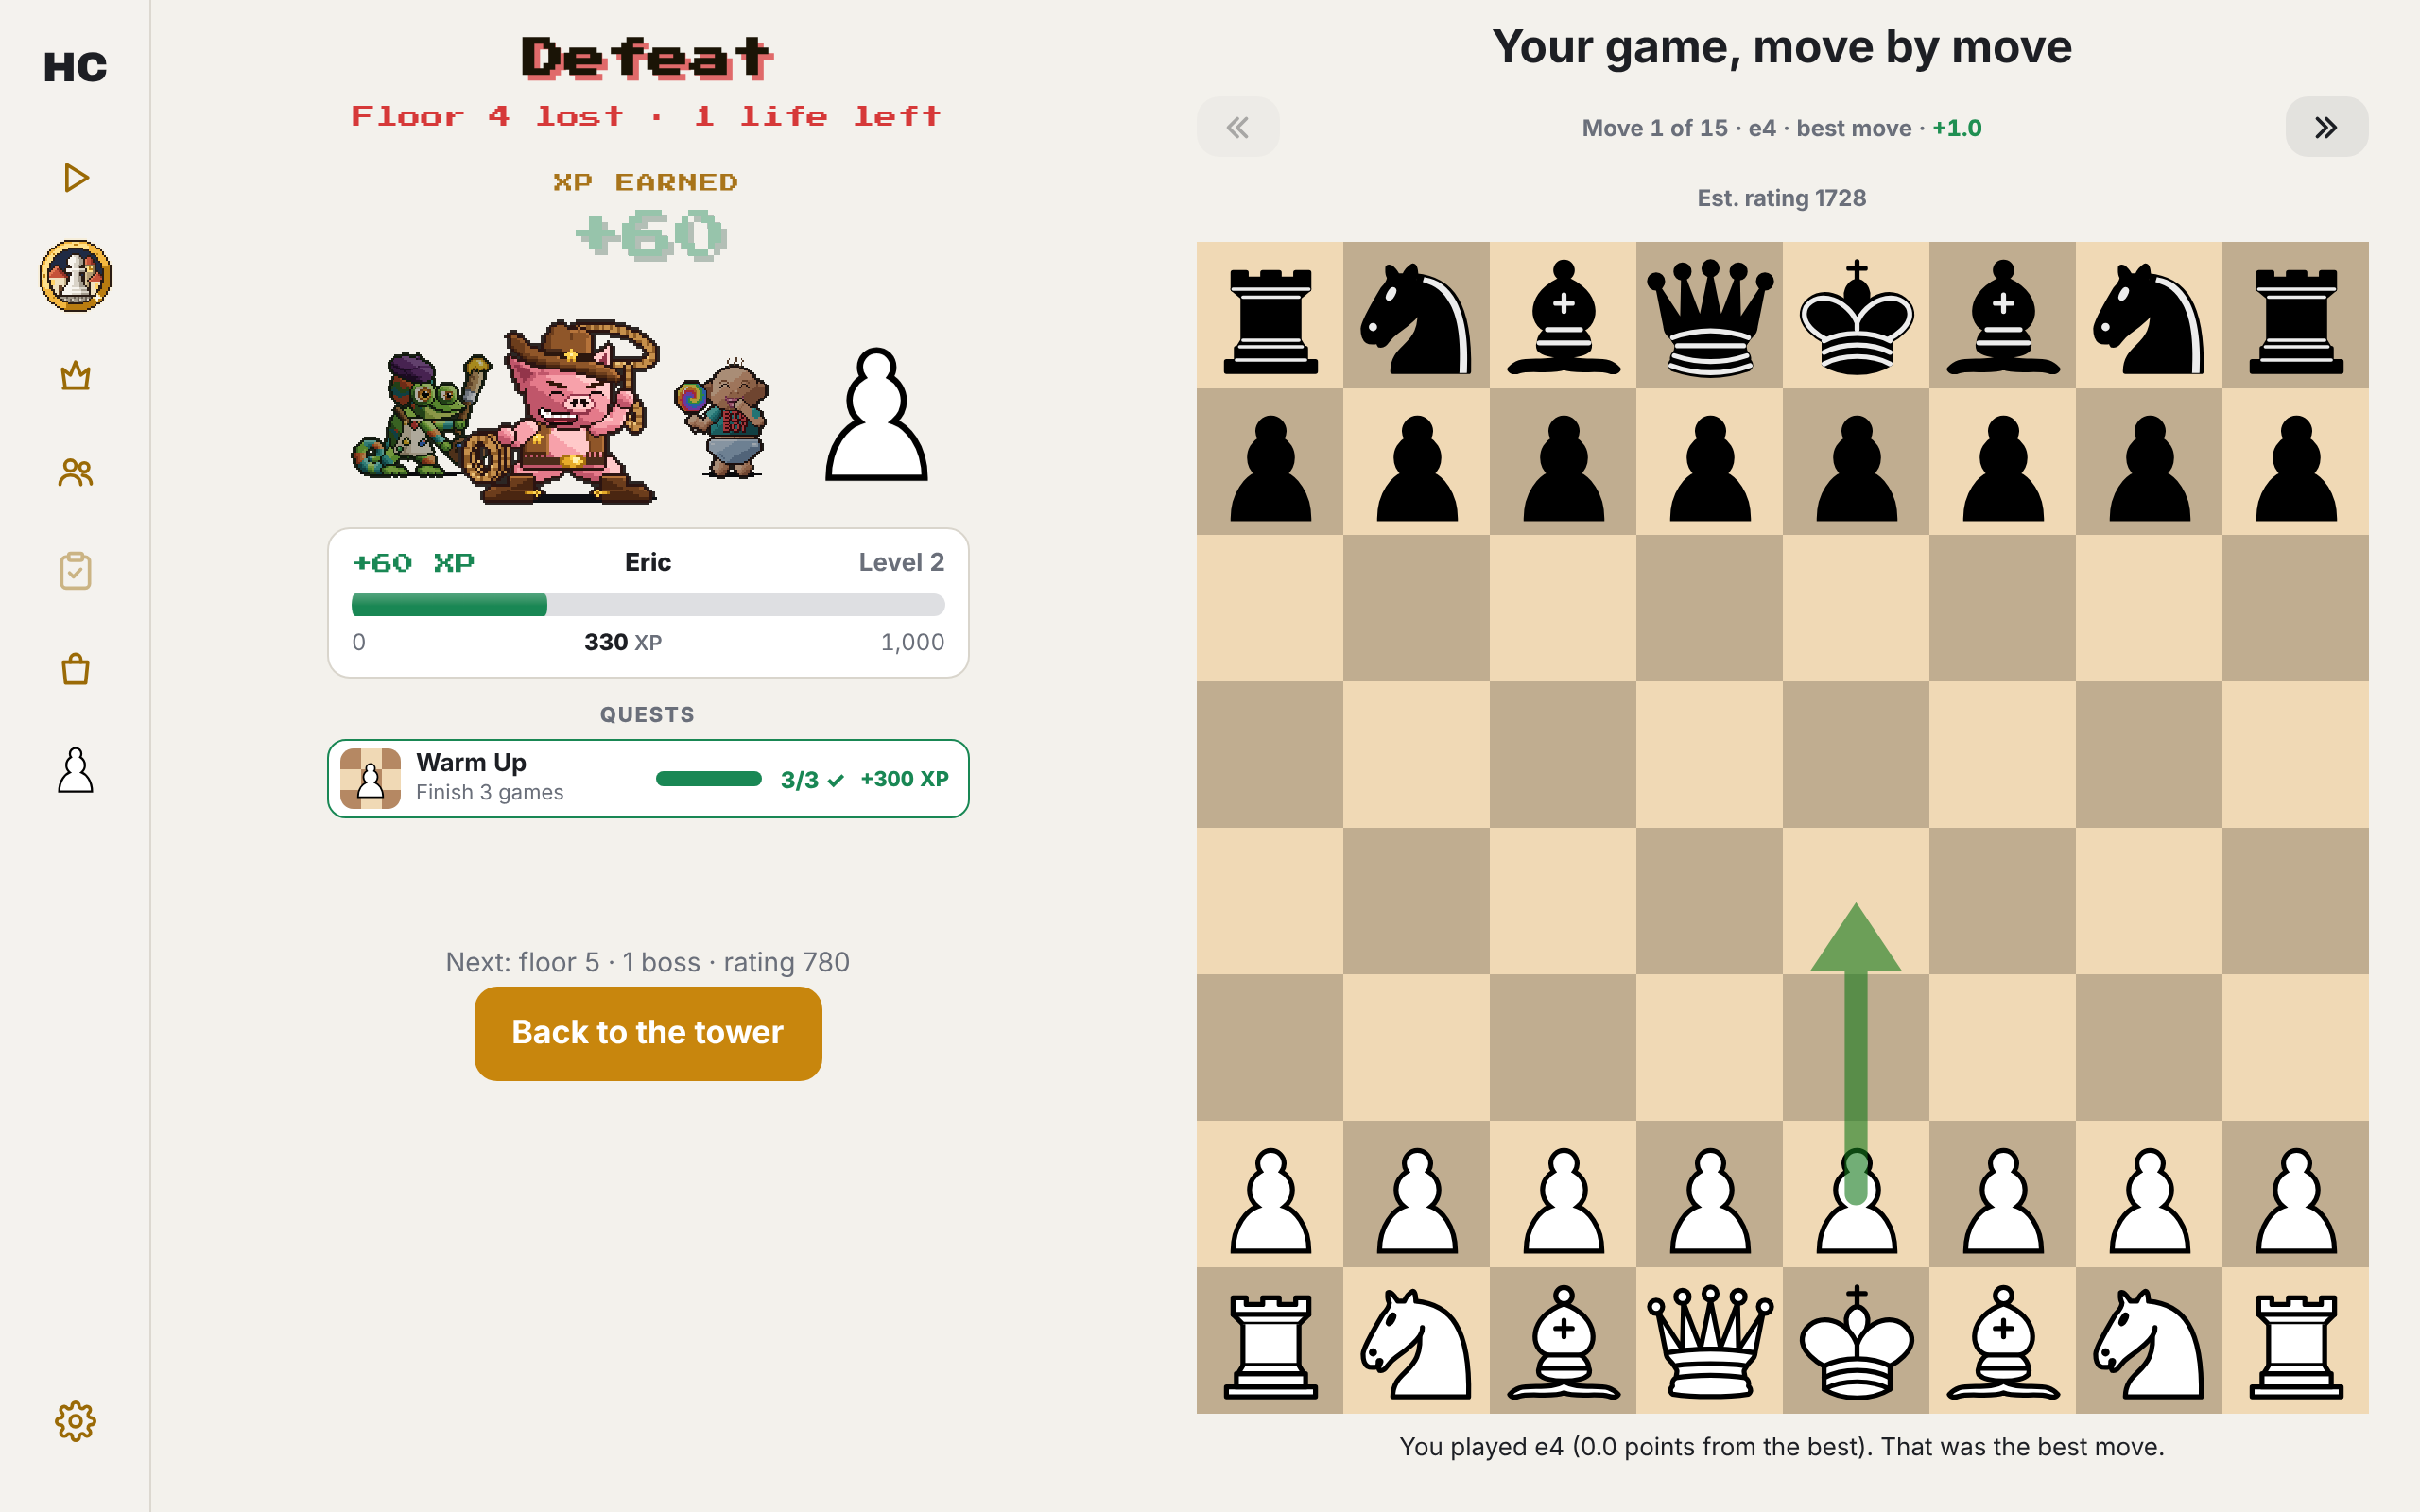 HC
Defeat
Floor 4 lost · 1 life left
XP EARNED
+60
BIG BOY
+60 XP Eric Level 2
0 330 XP 1,000
QUESTS
Warm Up
Finish 3 games
3/3 ✓ +300 XP
Next: floor 5 · 1 boss · rating 780
Back to the tower
Your game, move by move
Move 1 of 15 · e4 · best move · +1.0
Est. rating 1728
You played e4 (0.0 points from the best). That was the best move.